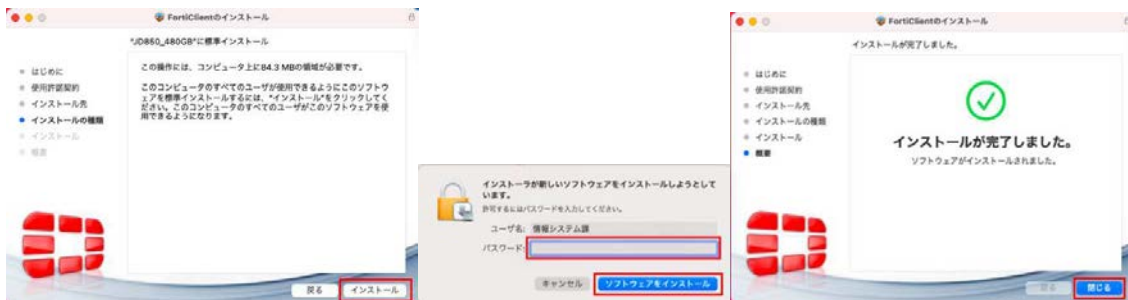 FortiClientのインストール
"JD860_480GB"に標準インストール
はじめに
使用許諾契約
インストール先
インストールの種類
インストール
概要
この操作には、コンピュータ上に84.3 MBの領域が必要です。
このコンピュータのすべてのユーザが使用できるようにこのソフトウ
ェアを標準インストールするには、"インストール"をクリックしてく
ださい。このコンピュータのすべてのユーザがこのソフトウェアを使
用できるようになります。
戻る
インストール
インストーラが新しいソフトウェアをインストールしようとして
います。
許可するにはパスワードを入力してください。
ユーザ名: 情報システム課
パスワード:
キャンセル
ソフトウェアをインストール
FortiClientのインストール
インストールが完了しました。
はじめに
使用許諾契約
インストール先
インストールの種類
インストール
概要
インストールが完了しました。
ソフトウェアがインストールされました。
戻る
閉じる